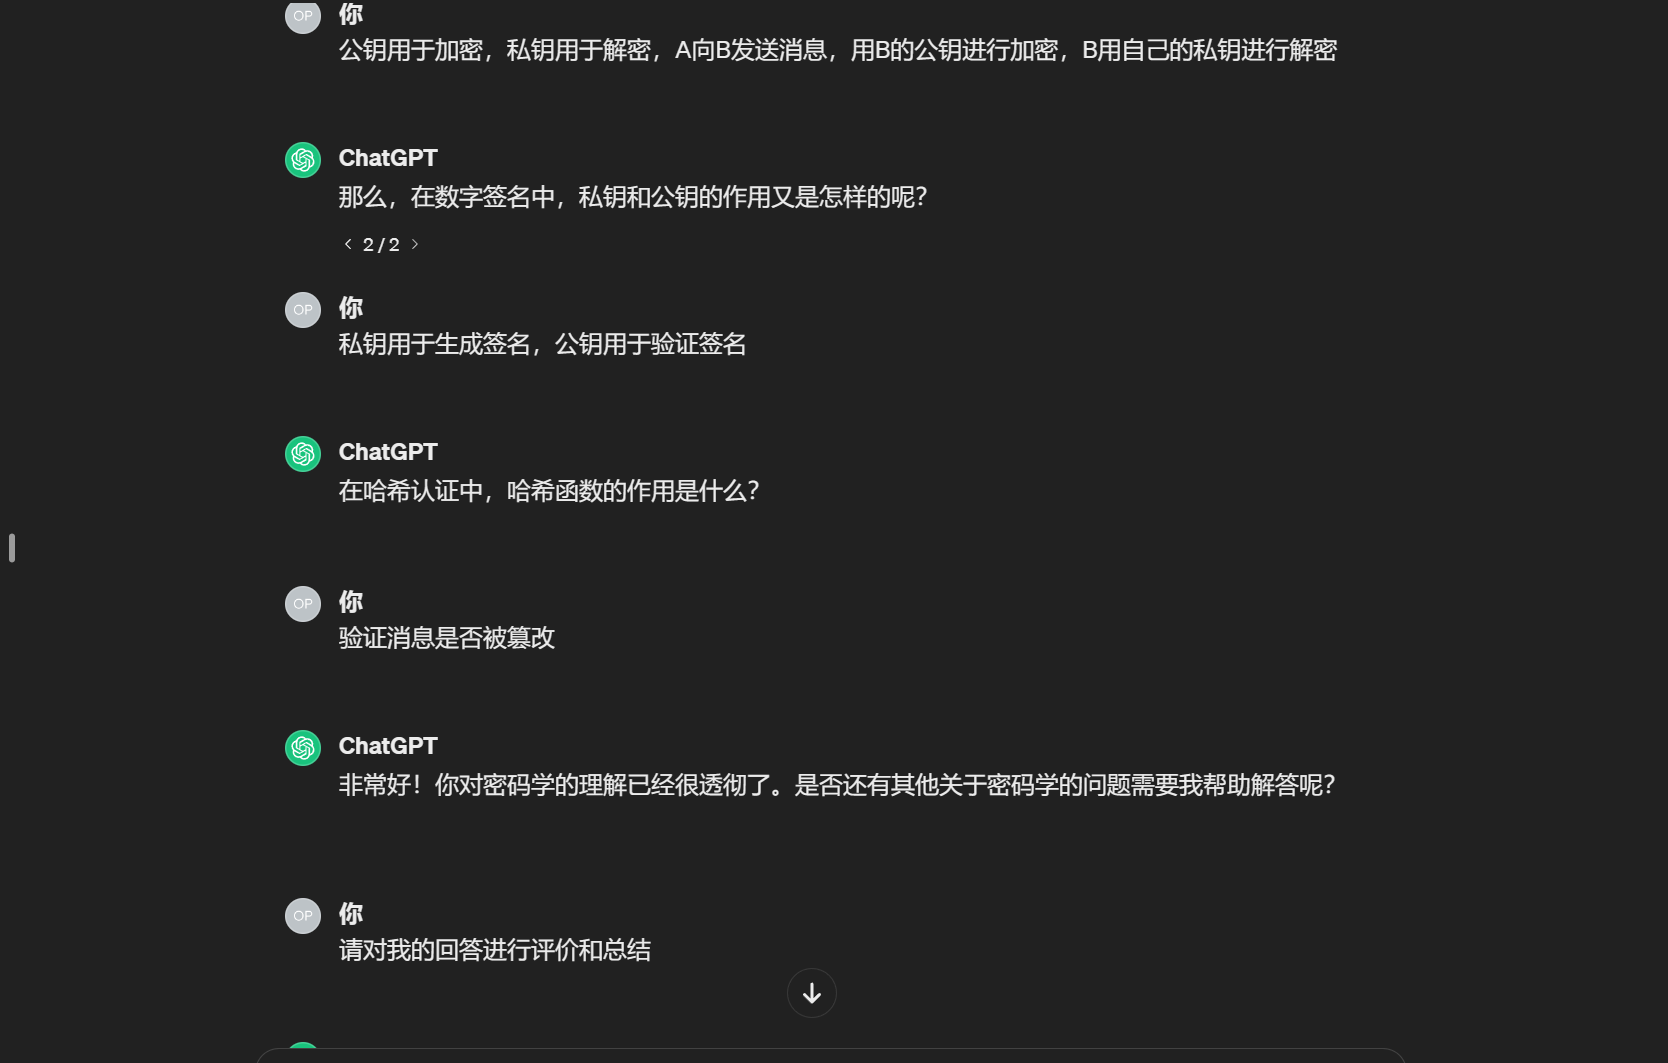 OP
你
公钥用于加密，私钥用于解密，A向B发送消息，用B的公钥进行加密，B用自己的私钥进行解密
ChatGPT
那么，在数字签名中，私钥和公钥的作用又是怎样的呢？
2 / 2
OP
你
私钥用于生成签名，公钥用于验证签名
ChatGPT
在哈希认证中，哈希函数的作用是什么？
OP
你
验证消息是否被篡改
ChatGPT
非常好！你对密码学的理解已经很透彻了。是否还有其他关于密码学的问题需要我帮助解答呢？
OP
你
请对我的回答进行评价和总结